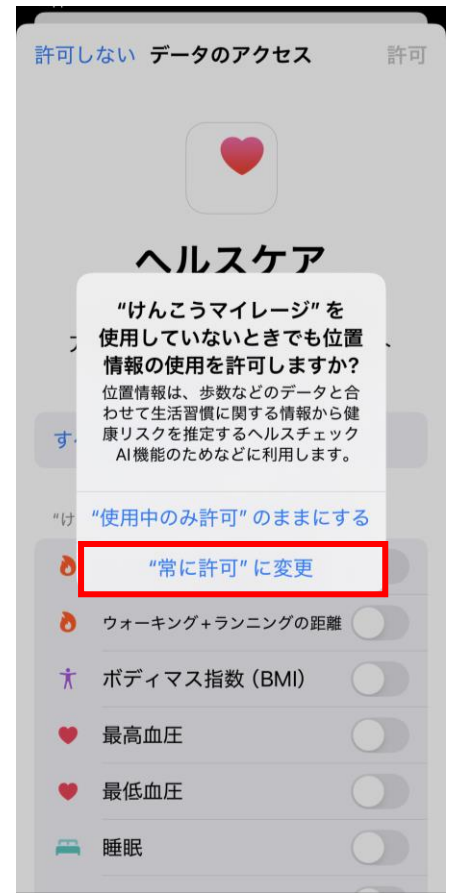 許可しない データのアクセス 許可
ヘルスケア
“けんこうマイレージ” を
使用していないときでも位置
情報の使用を許可しますか?
位置情報は、歩数などのデータと合
わせて生活習慣に関する情報から健
康リスクを推定するヘルスチェック
AI機能のためなどに利用します。
す
“使用中のみ許可” のままにする
“け
“常に許可” に変更
ウォーキング+ランニングの距離
ボディマス指数 (BMI)
最高血圧
最低血圧
睡眠